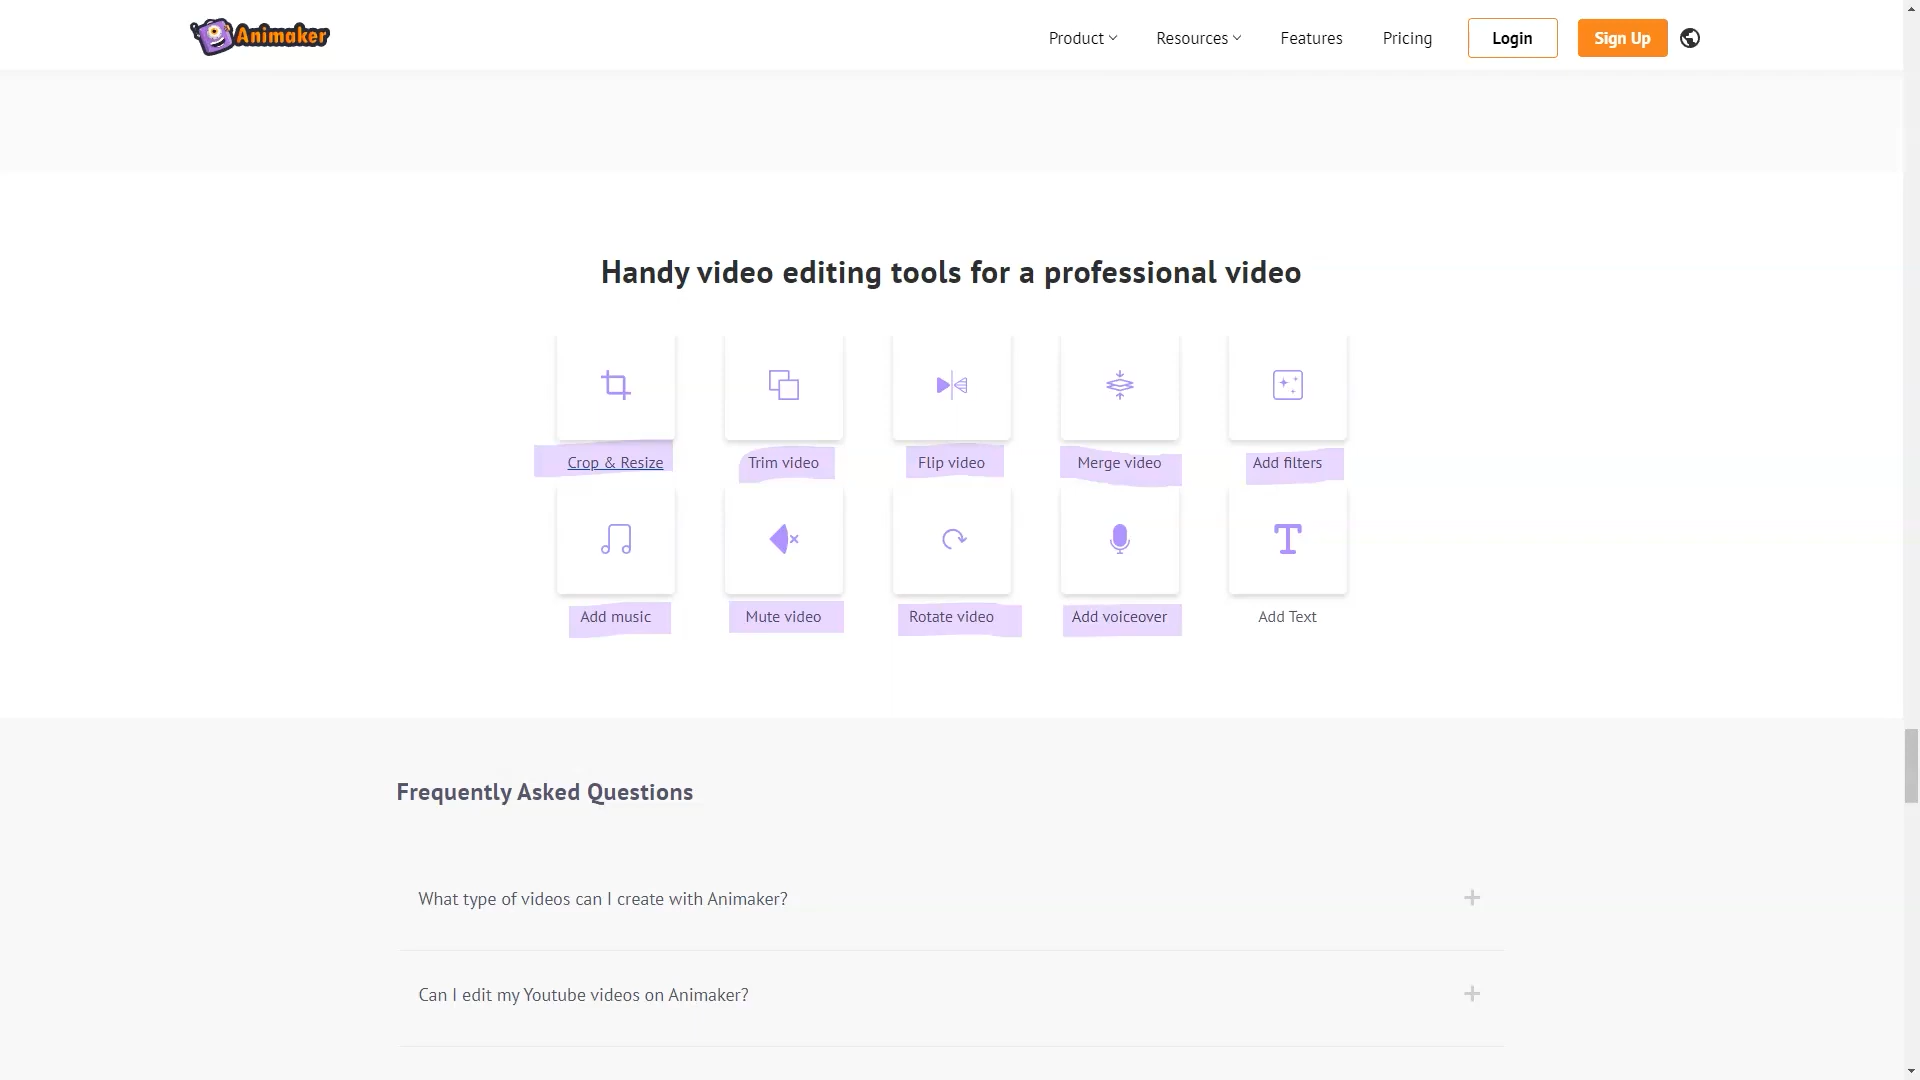 Animaker
Product
Resources
Features
Pricing
Login
Sign Up
Handy video editing tools for a professional video
Crop & Resize
Trim video
Flip video
Merge video
Add filters
Add music
Mute video
Rotate video
Add voiceover
Add Text
Frequently Asked Questions
What type of videos can I create with Animaker?
Can I edit my Youtube videos on Animaker?